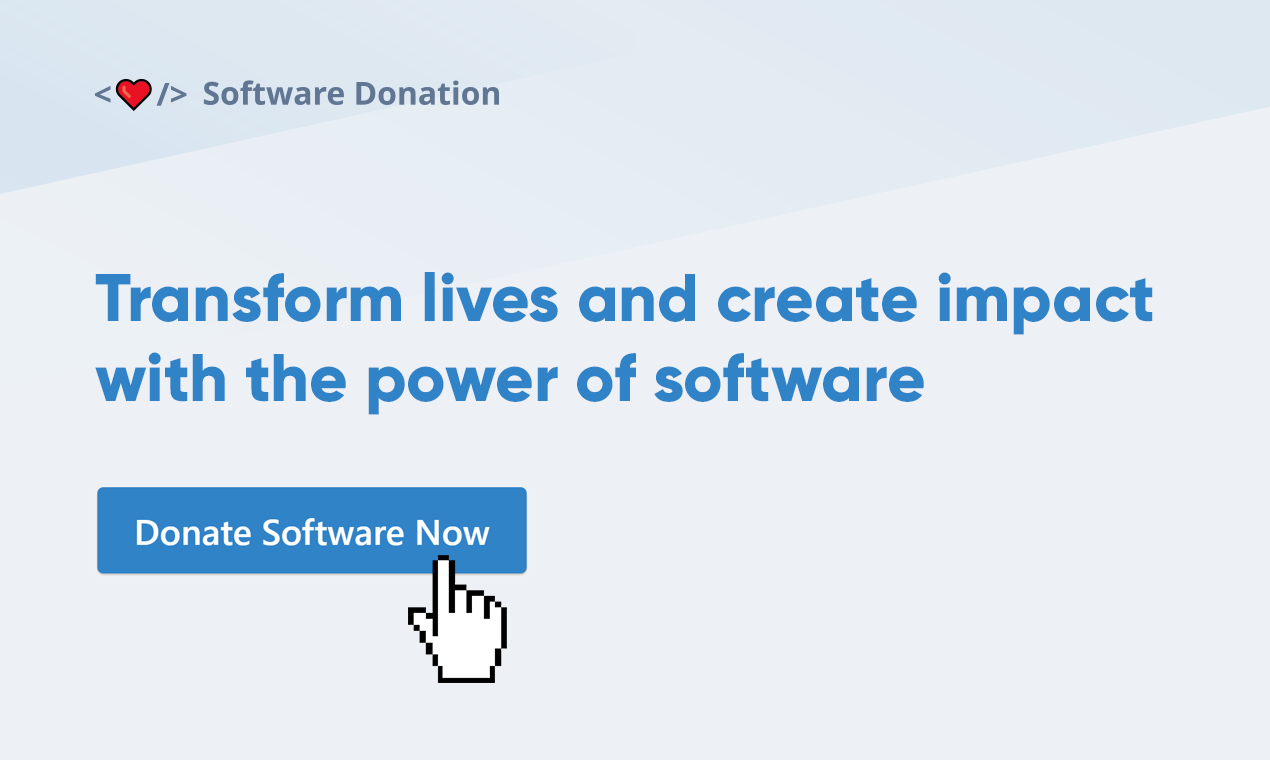 </> Software Donation
Transform lives and create impact
with the power of software
Donate Software Now